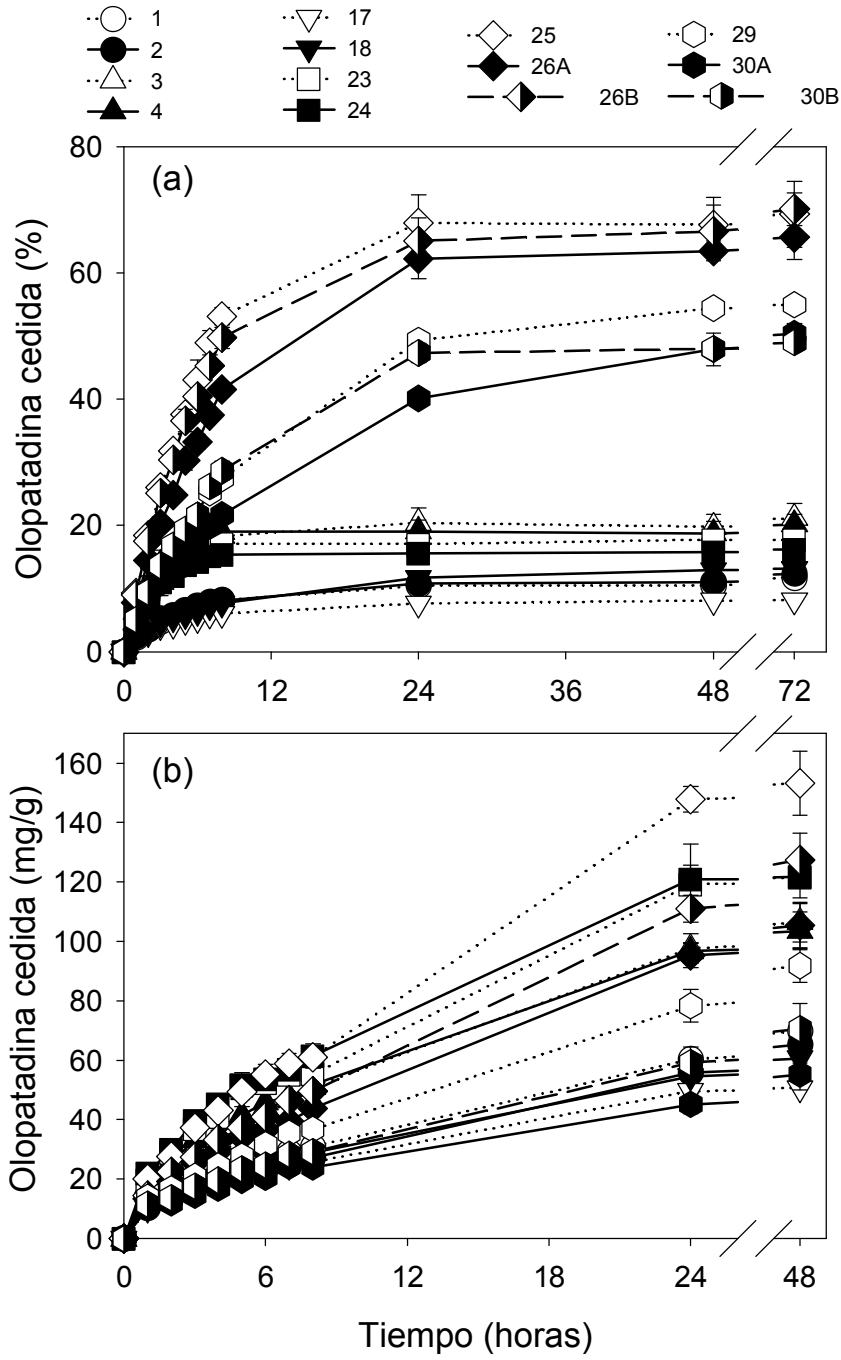 1 17 25 29
2 18 26A 30A
3 23 26B 30B
4 24
(a)
Olopatadina cedida (%)
80
60
40
20
0
0 12 24 36 48 72
(b)
Olopatadina cedida (mg/g)
160
140
120
100
80
60
40
20
0
0 6 12 18 24 48
Tiempo (horas)